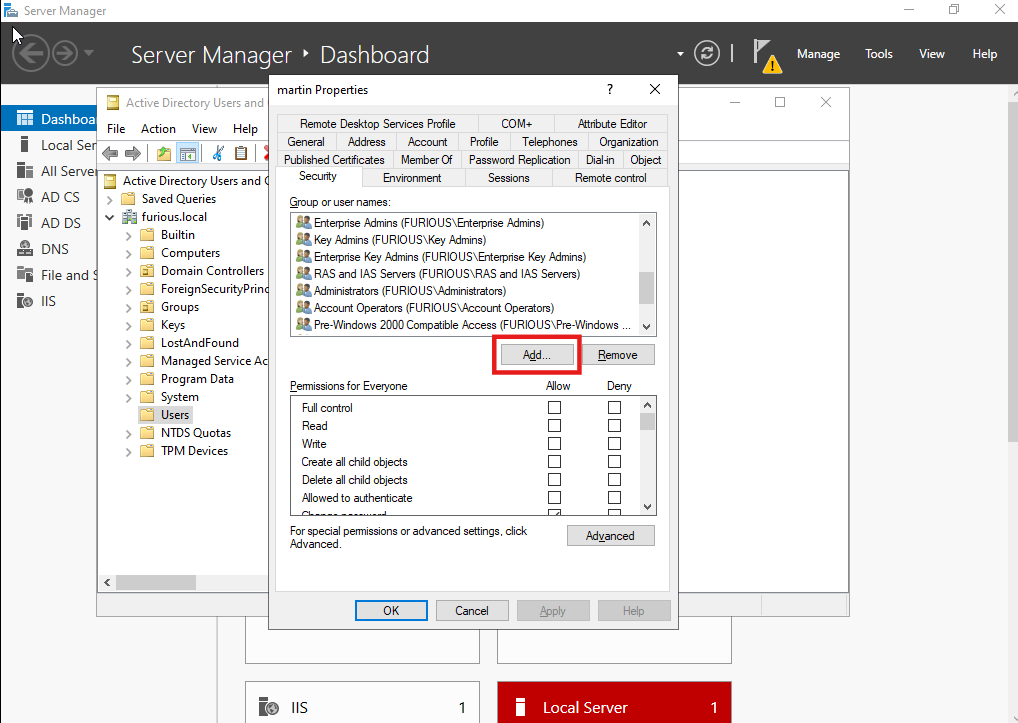 Server Manager
Server Manager ‣ Dashboard
Manage Tools View Help
Dashboa
Local Ser
All Server
AD CS
AD DS
DNS
File and S
IIS
Active Directory Users and
File Action View Help
Active Directory Users and C
Saved Queries
furious.local
Builtin
Computers
Domain Controllers
ForeignSecurityPrinc
Groups
Keys
LostAndFound
Managed Service Ac
Program Data
System
Users
NTDS Quotas
TPM Devices
martin Properties
Remote Desktop Services Profile COM+ Attribute Editor
General Address Account Profile Telephones Organization
Published Certificates Member Of Password Replication Dial-in Object
Security Environment Sessions Remote control
Group or user names:
Enterprise Admins (FURIOUS\Enterprise Admins)
Key Admins (FURIOUS\Key Admins)
Enterprise Key Admins (FURIOUS\Enterprise Key Admins)
RAS and IAS Servers (FURIOUS\RAS and IAS Servers)
Administrators (FURIOUS\Administrators)
Account Operators (FURIOUS\Account Operators)
Pre-Windows 2000 Compatible Access (FURIOUS\Pre-Windows ...
Add... Remove
Permissions for Everyone Allow Deny
Full control
Read
Write
Create all child objects
Delete all child objects
Allowed to authenticate
Change password
For special permissions or advanced settings, click
Advanced.
Advanced
OK Cancel Apply Help
IIS 1
Local Server 1